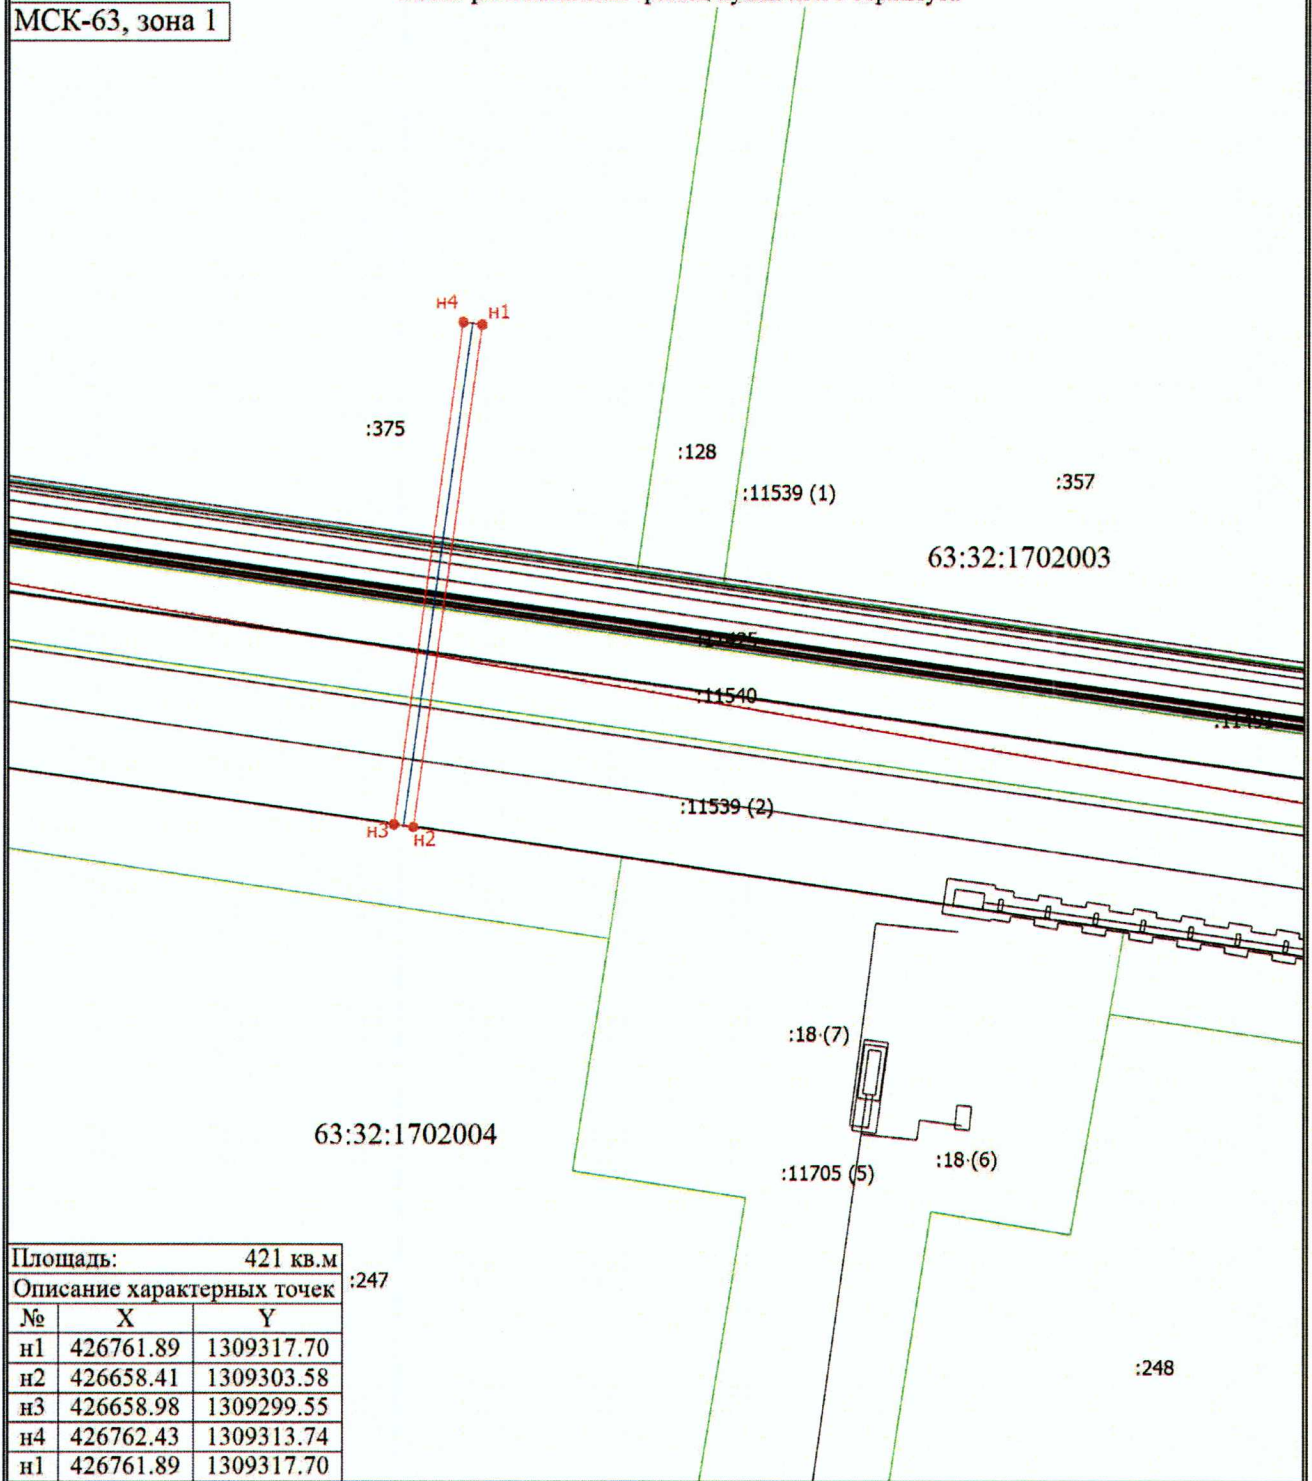 МСК-63, зона 1
н4
н1
:375
:128
:11539 (1)
:357
63:32:1702003
:11540
:11539 (2)
н3
н2
:18 (7)
63:32:1702004
:11705 (5)
:18 (6)
Площадь: 421 кв.м
:247
Описание характерных точек
№ X Y
н1 426761.89 1309317.70
:248
н2 426658.41 1309303.58
н3 426658.98 1309299.55
н4 426762.43 1309313.74
н1 426761.89 1309317.70